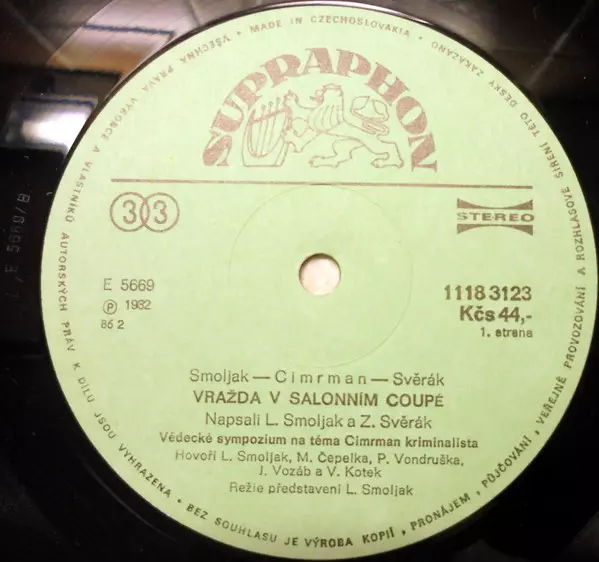 VŠECHNA PRÁVA VÝROBCE A VLASTNÍKŮ AUTORSKÝCH PRÁV K DÍLU JSOU VYHRAZENA • BEZ SOUHLASU JE VÝROBA KOPIÍ, PRONÁJEM, PŮJČOVÁNÍ, VEŘEJNÉ PROVOZOVÁNÍ A ROZHLASOVÉ ŠÍŘENÍ TÉTO DESKY ZAKÁZÁNO • MADE IN CZECHOSLOVAKIA •
SUPRAPHON
33
STEREO
E 5669/B
E 5669
Ⓟ 1982
86 2
1118 3123
Kčs 44,-
1. strana
Smoljak — Cimrman — Svěrák
VRAŽDA V SALONNÍM COUPÉ
Napsali L. Smoljak a Z. Svěrák
Vědecké sympozium na téma Cimrman kriminalista
Hovoří L. Smoljak, M. Čepelka, P. Vondruška,
J. Vozáb a V. Kotek
Režie představení L. Smoljak